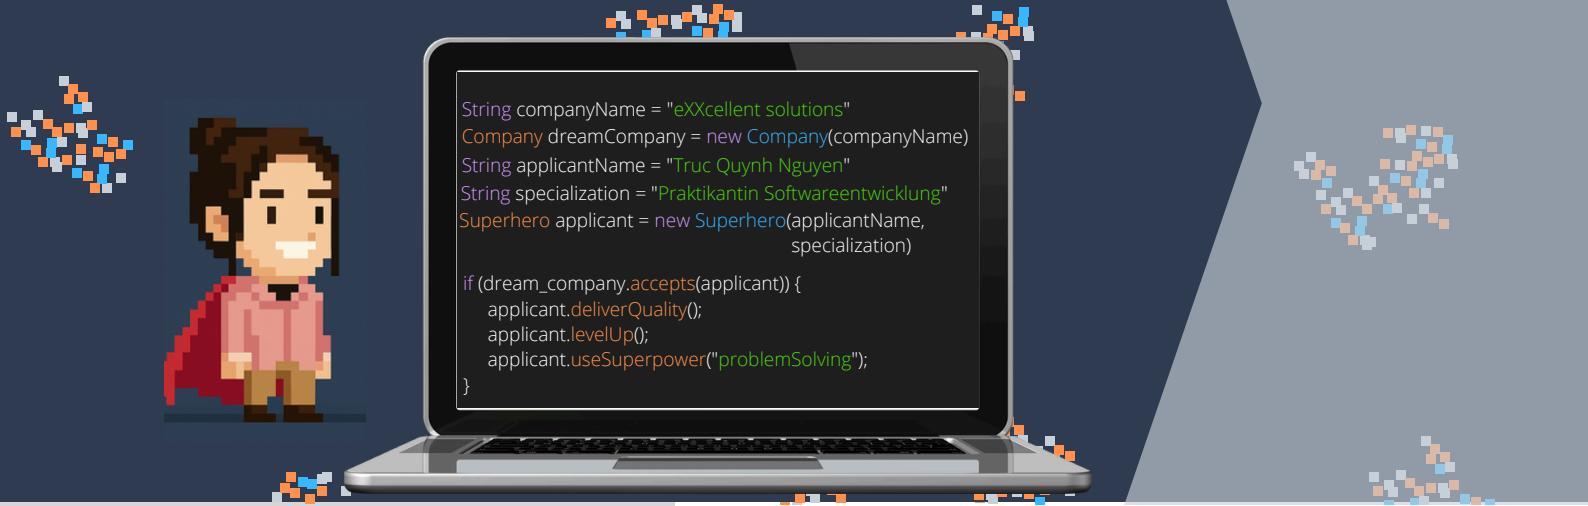 String companyName = "eXXcellent solutions"
Company dreamCompany = new Company(companyName)
String applicantName = "Truc Quynh Nguyen"
String specialization = "Praktikantin Softwareentwicklung"
Superhero applicant = new Superhero(applicantName,
specialization)
if (dream_company.accepts(applicant)) {
applicant.deliverQuality();
applicant.levelUp();
applicant.useSuperpower("problemSolving");
}